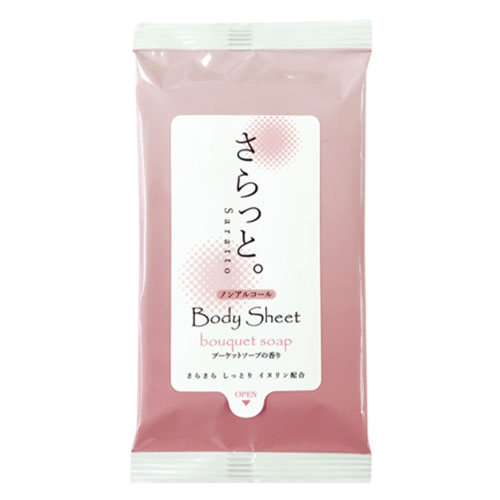 さらっと。
Saratto
ノンアルコール
Body Sheet
bouquet soap
ブーケットソープの香り
さらさら しっとり イヌリン配合
OPEN